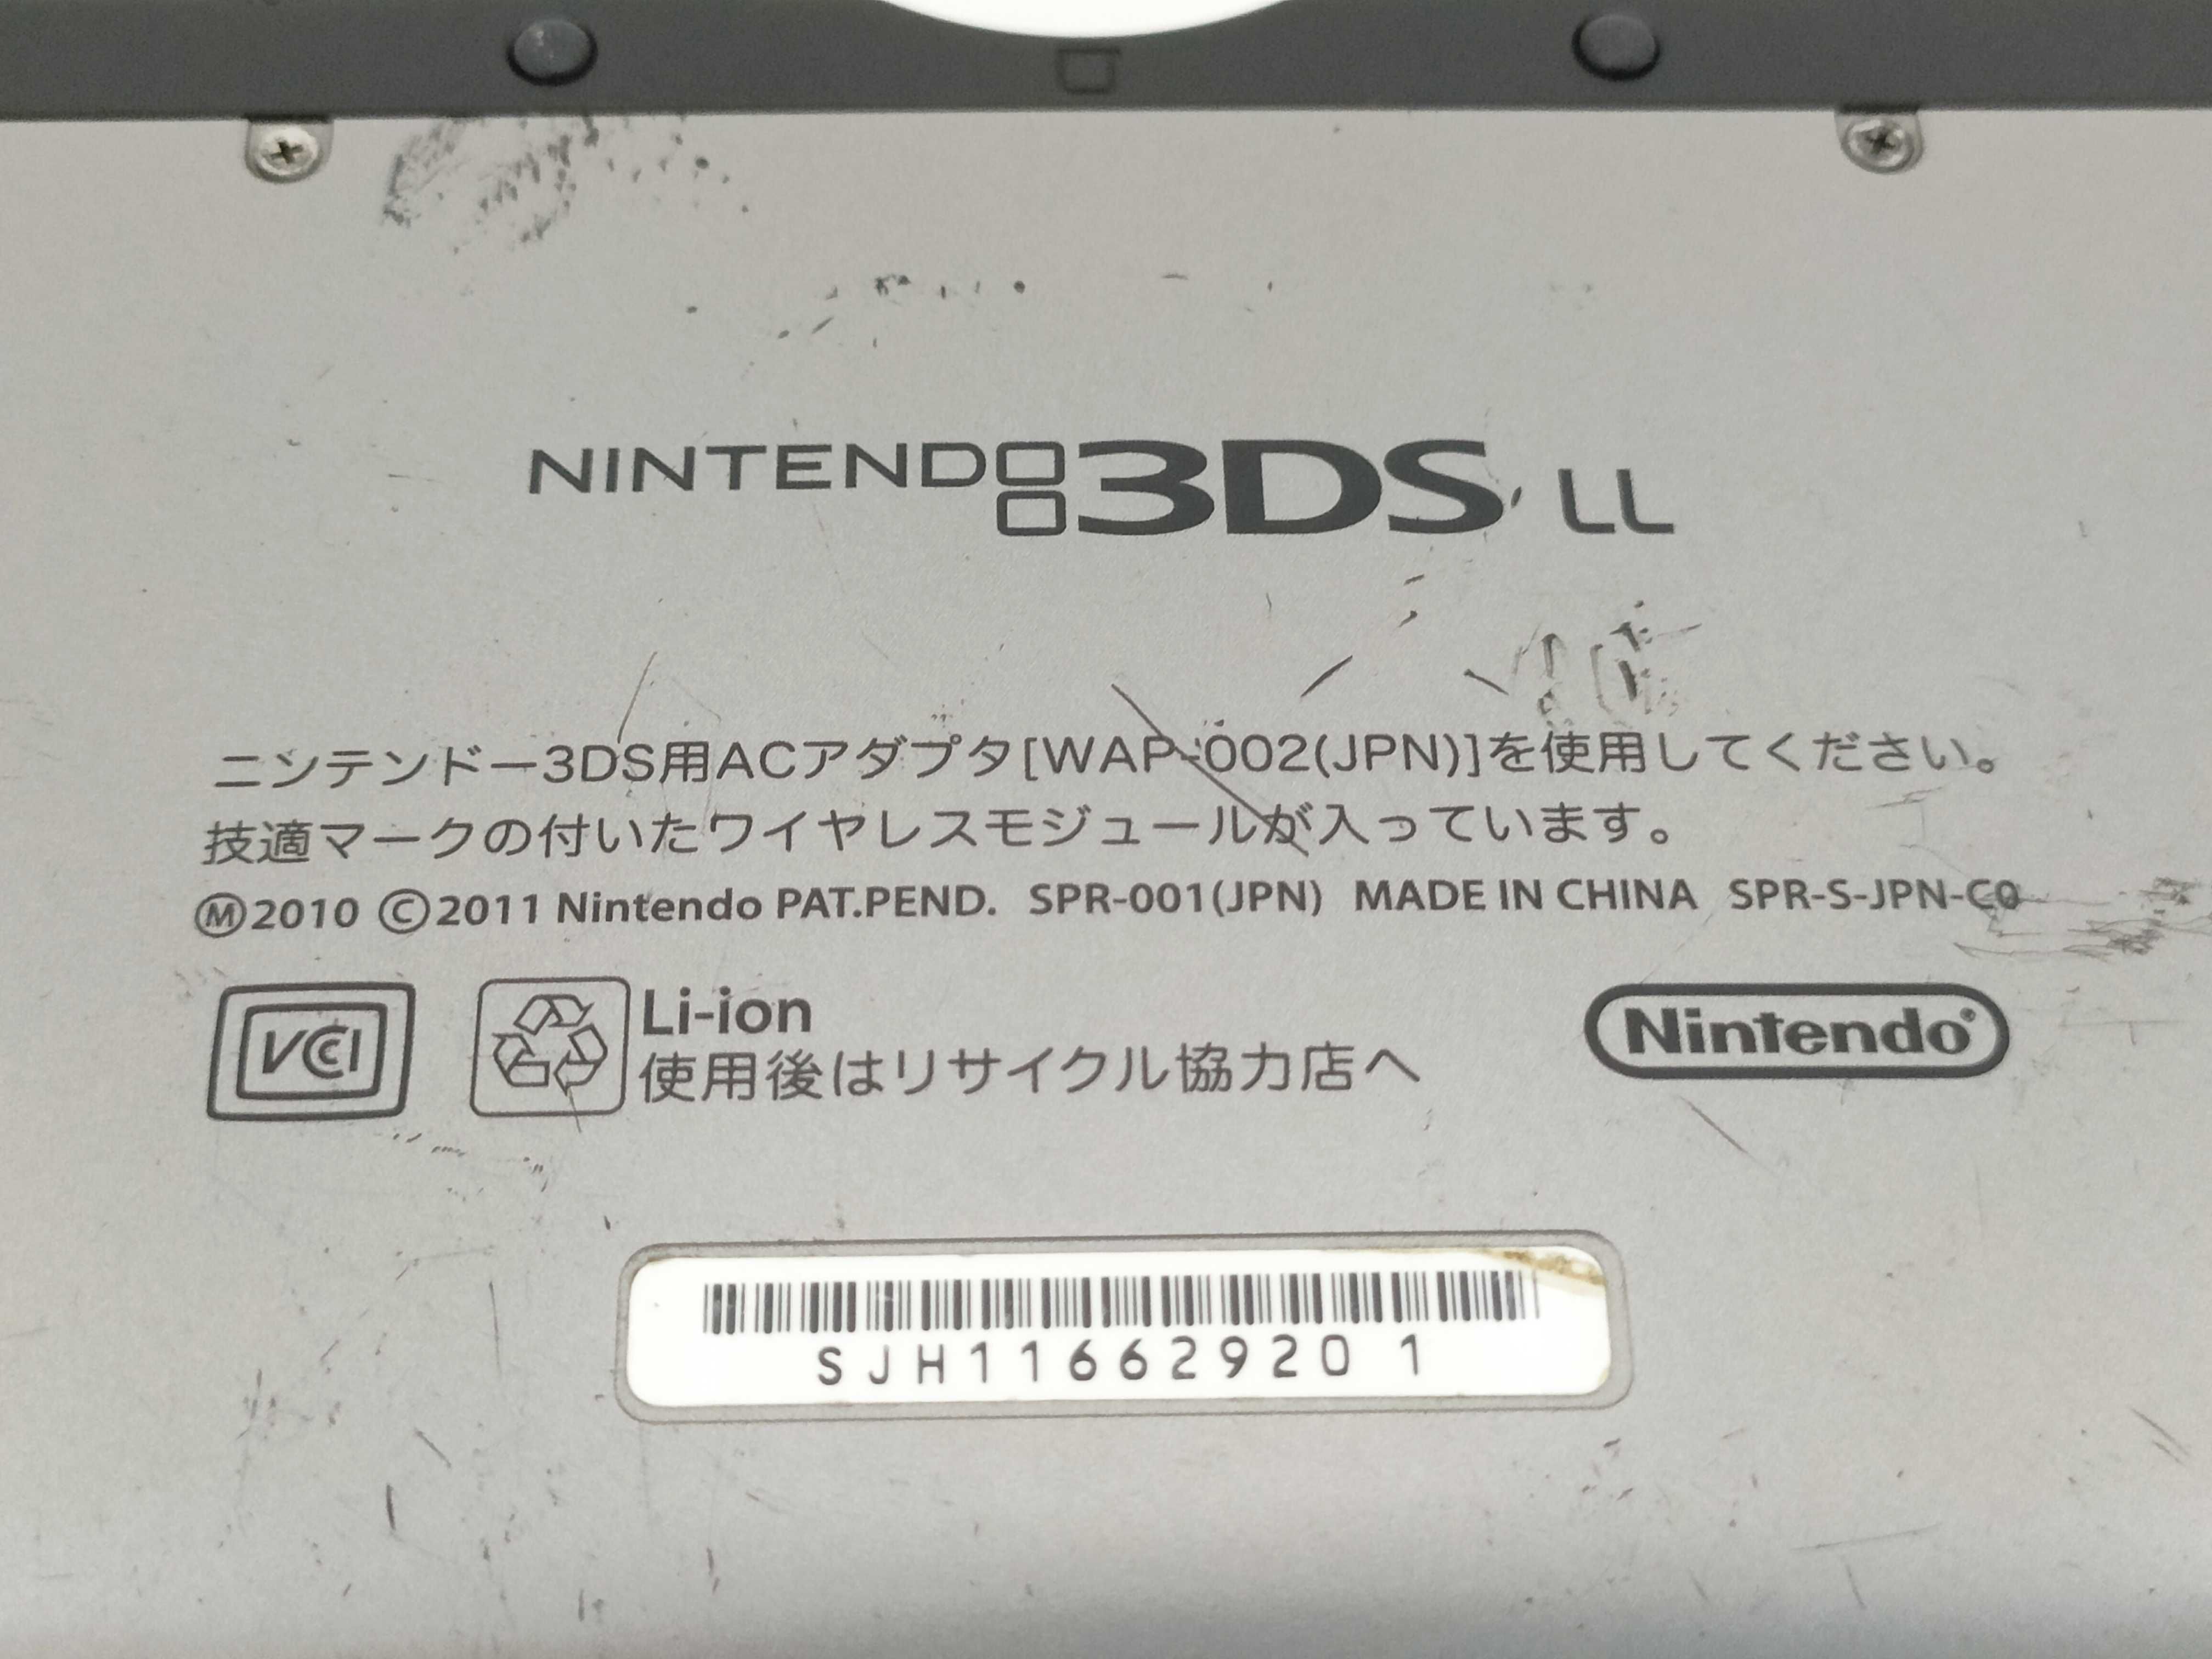 NINTENDO 3DS LL
ニンテンドー3DS用ACアダプタ[WAP-002(JPN)]を使用してください。
技適マークの付いたワイヤレスモジュールが入っています。
Ⓜ2010 ©2011 Nintendo PAT.PEND. SPR-001(JPN) MADE IN CHINA SPR-S-JPN-C0
VCCI
Li-ion
使用後はリサイクル協力店へ
Nintendo
SJH11662920 1